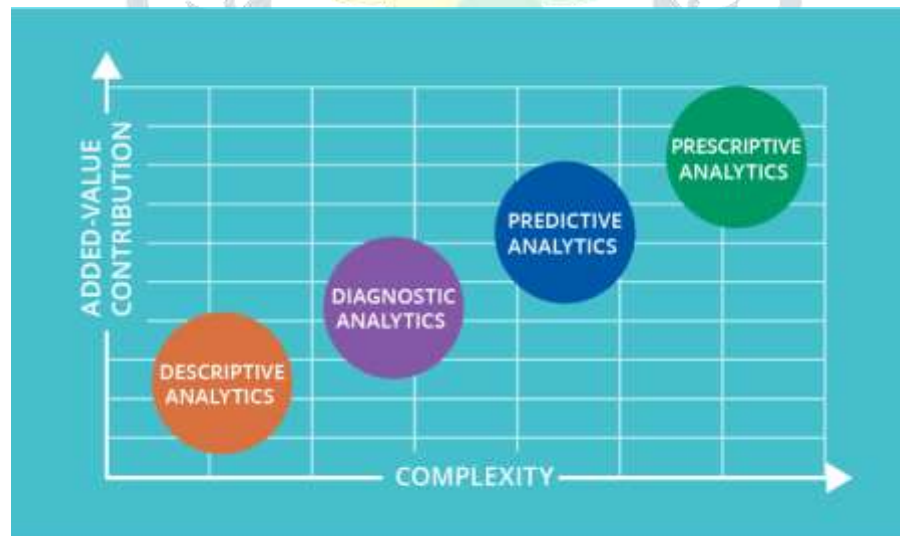 ADDED-VALUE
CONTRIBUTION
PRESCRIPTIVE
ANALYTICS
PREDICTIVE
ANALYTICS
DIAGNOSTIC
ANALYTICS
DESCRIPTIVE
ANALYTICS
COMPLEXITY